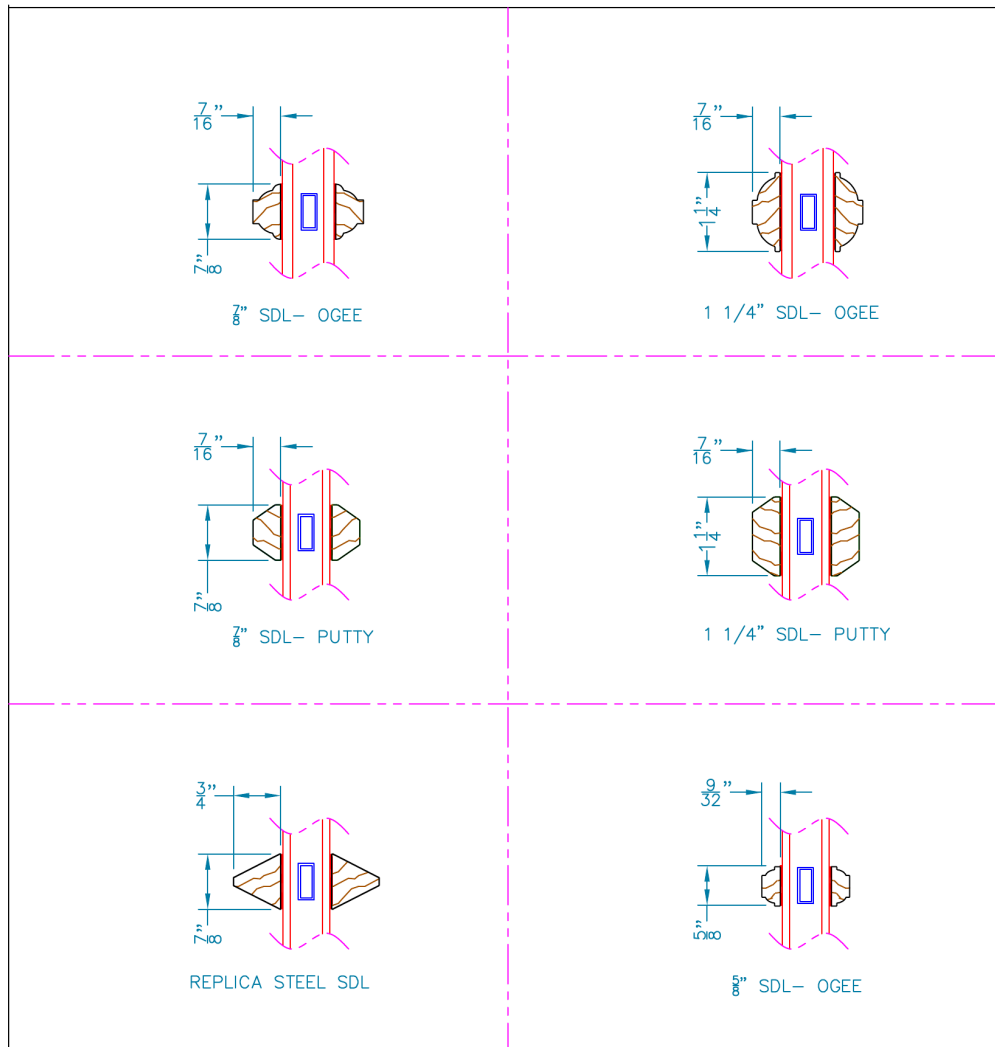 7/16"
7/8"
7/8" SDL– OGEE
7/16"
1 1/4"
1 1/4" SDL– OGEE
7/16"
7/8"
7/8" SDL– PUTTY
7/16"
1 1/4"
1 1/4" SDL– PUTTY
3/4"
7/8"
REPLICA STEEL SDL
9/32"
5/8"
5/8" SDL– OGEE